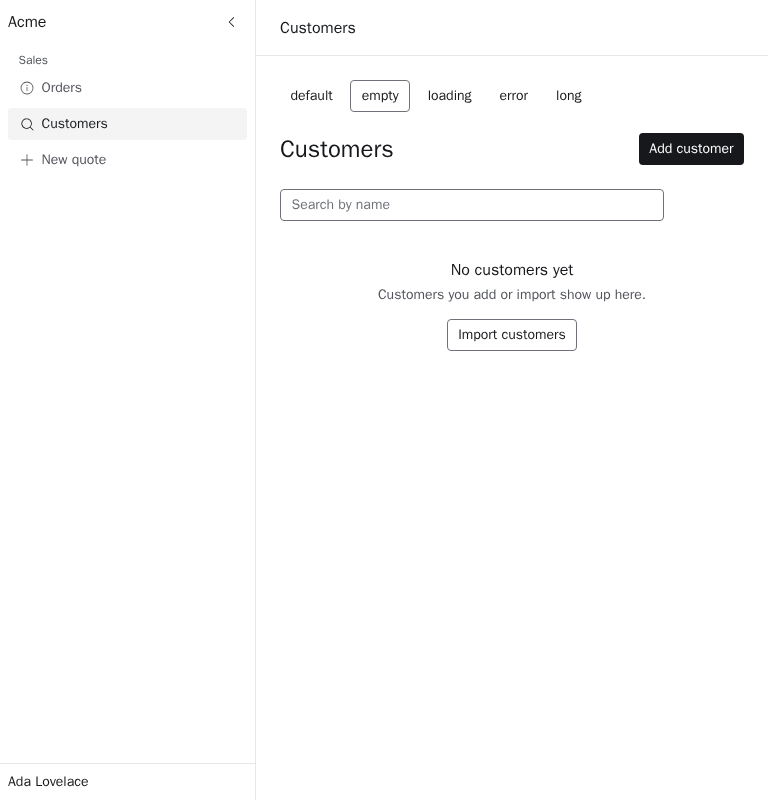 Acme
Sales
Orders
Customers
New quote
Ada Lovelace
Customers
default empty loading error long
Customers
Add customer
Search by name
No customers yet
Customers you add or import show up here.
Import customers